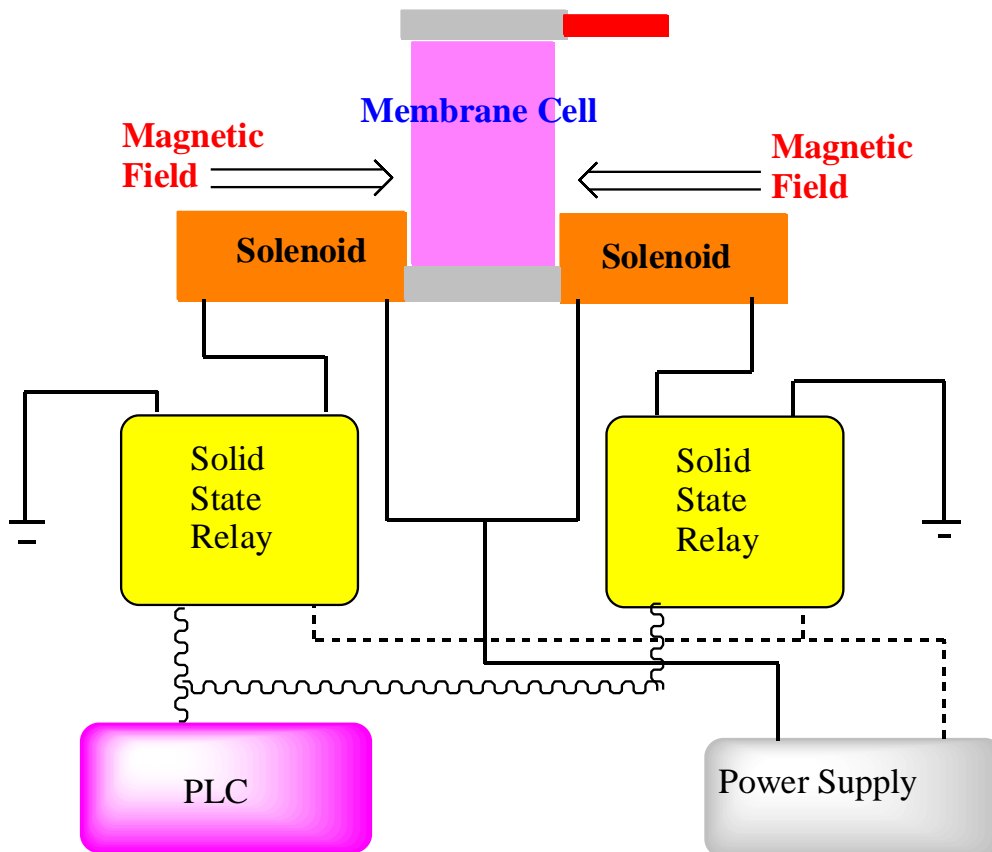 Membrane Cell
Magnetic
Field
Magnetic
Field
Solenoid
Solenoid
Solid
State
Relay
Solid
State
Relay
PLC
Power Supply